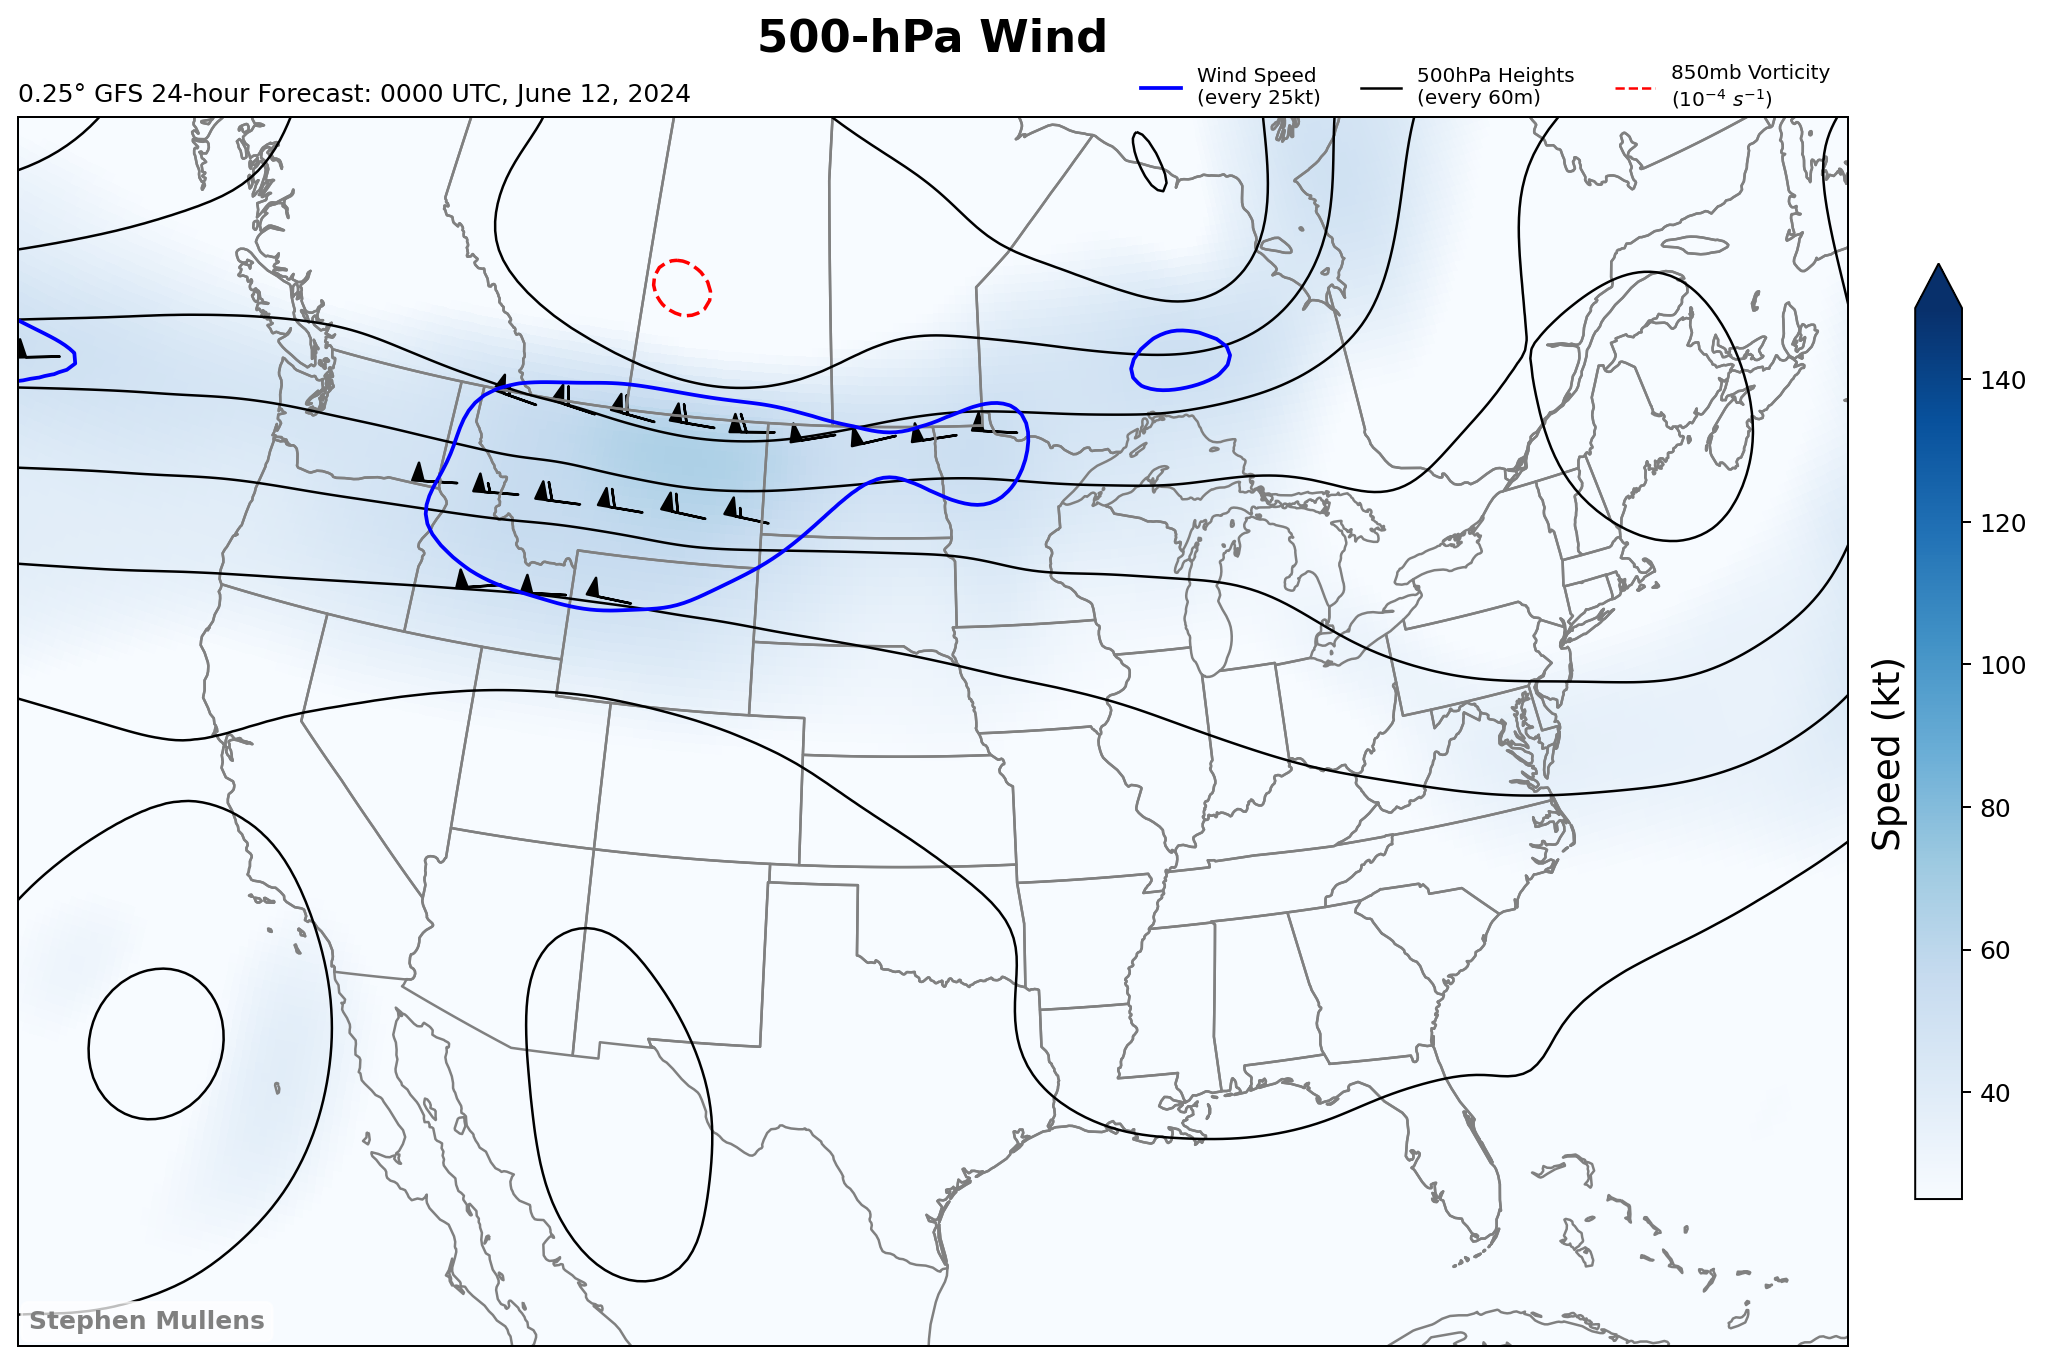 500-hPa Wind
0.25° GFS 24-hour Forecast: 0000 UTC, June 12, 2024
Wind Speed
(every 25kt)
500hPa Heights
(every 60m)
850mb Vorticity
(10⁻⁴ s⁻¹)
140
120
100
80
60
40
Speed (kt)
Stephen Mullens